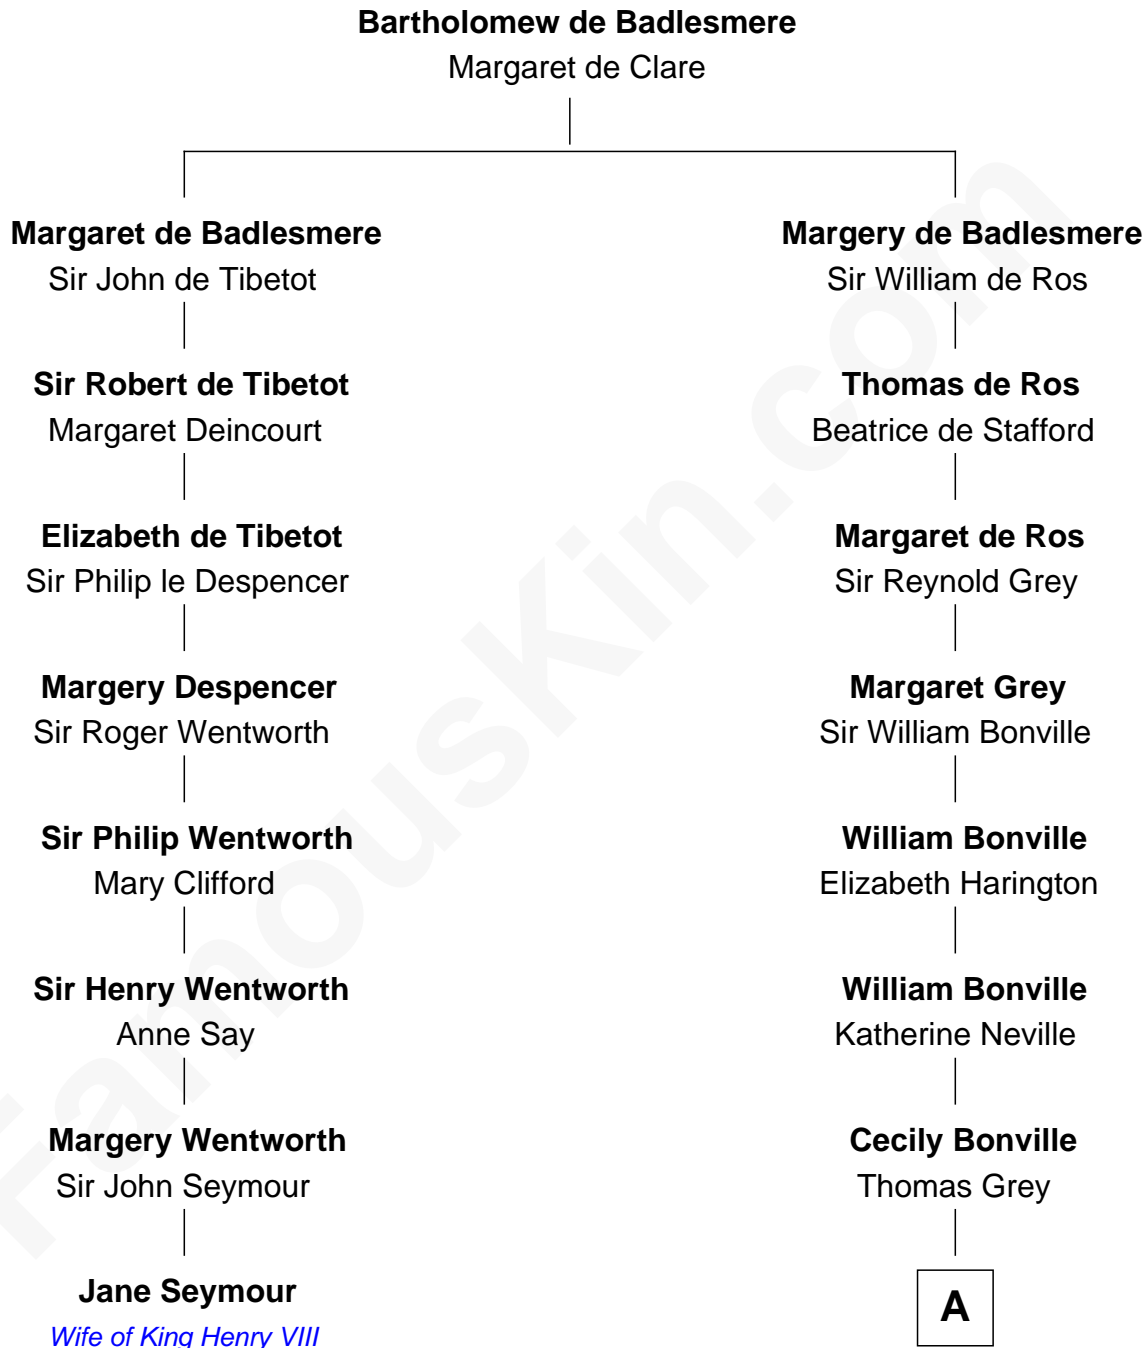 Bartholomew de Badlesmere
Margaret de Clare
Margaret de Badlesmere
Sir John de Tibetot
Margery de Badlesmere
Sir William de Ros
Sir Robert de Tibetot
Margaret Deincourt
Thomas de Ros
Beatrice de Stafford
Elizabeth de Tibetot
Sir Philip le Despencer
Margaret de Ros
Sir Reynold Grey
Margery Despencer
Sir Roger Wentworth
Margaret Grey
Sir William Bonville
Sir Philip Wentworth
Mary Clifford
William Bonville
Elizabeth Harington
Sir Henry Wentworth
Anne Say
William Bonville
Katherine Neville
Margery Wentworth
Sir John Seymour
Cecily Bonville
Thomas Grey
Jane Seymour
Wife of King Henry VIII
A
FamousKin.com